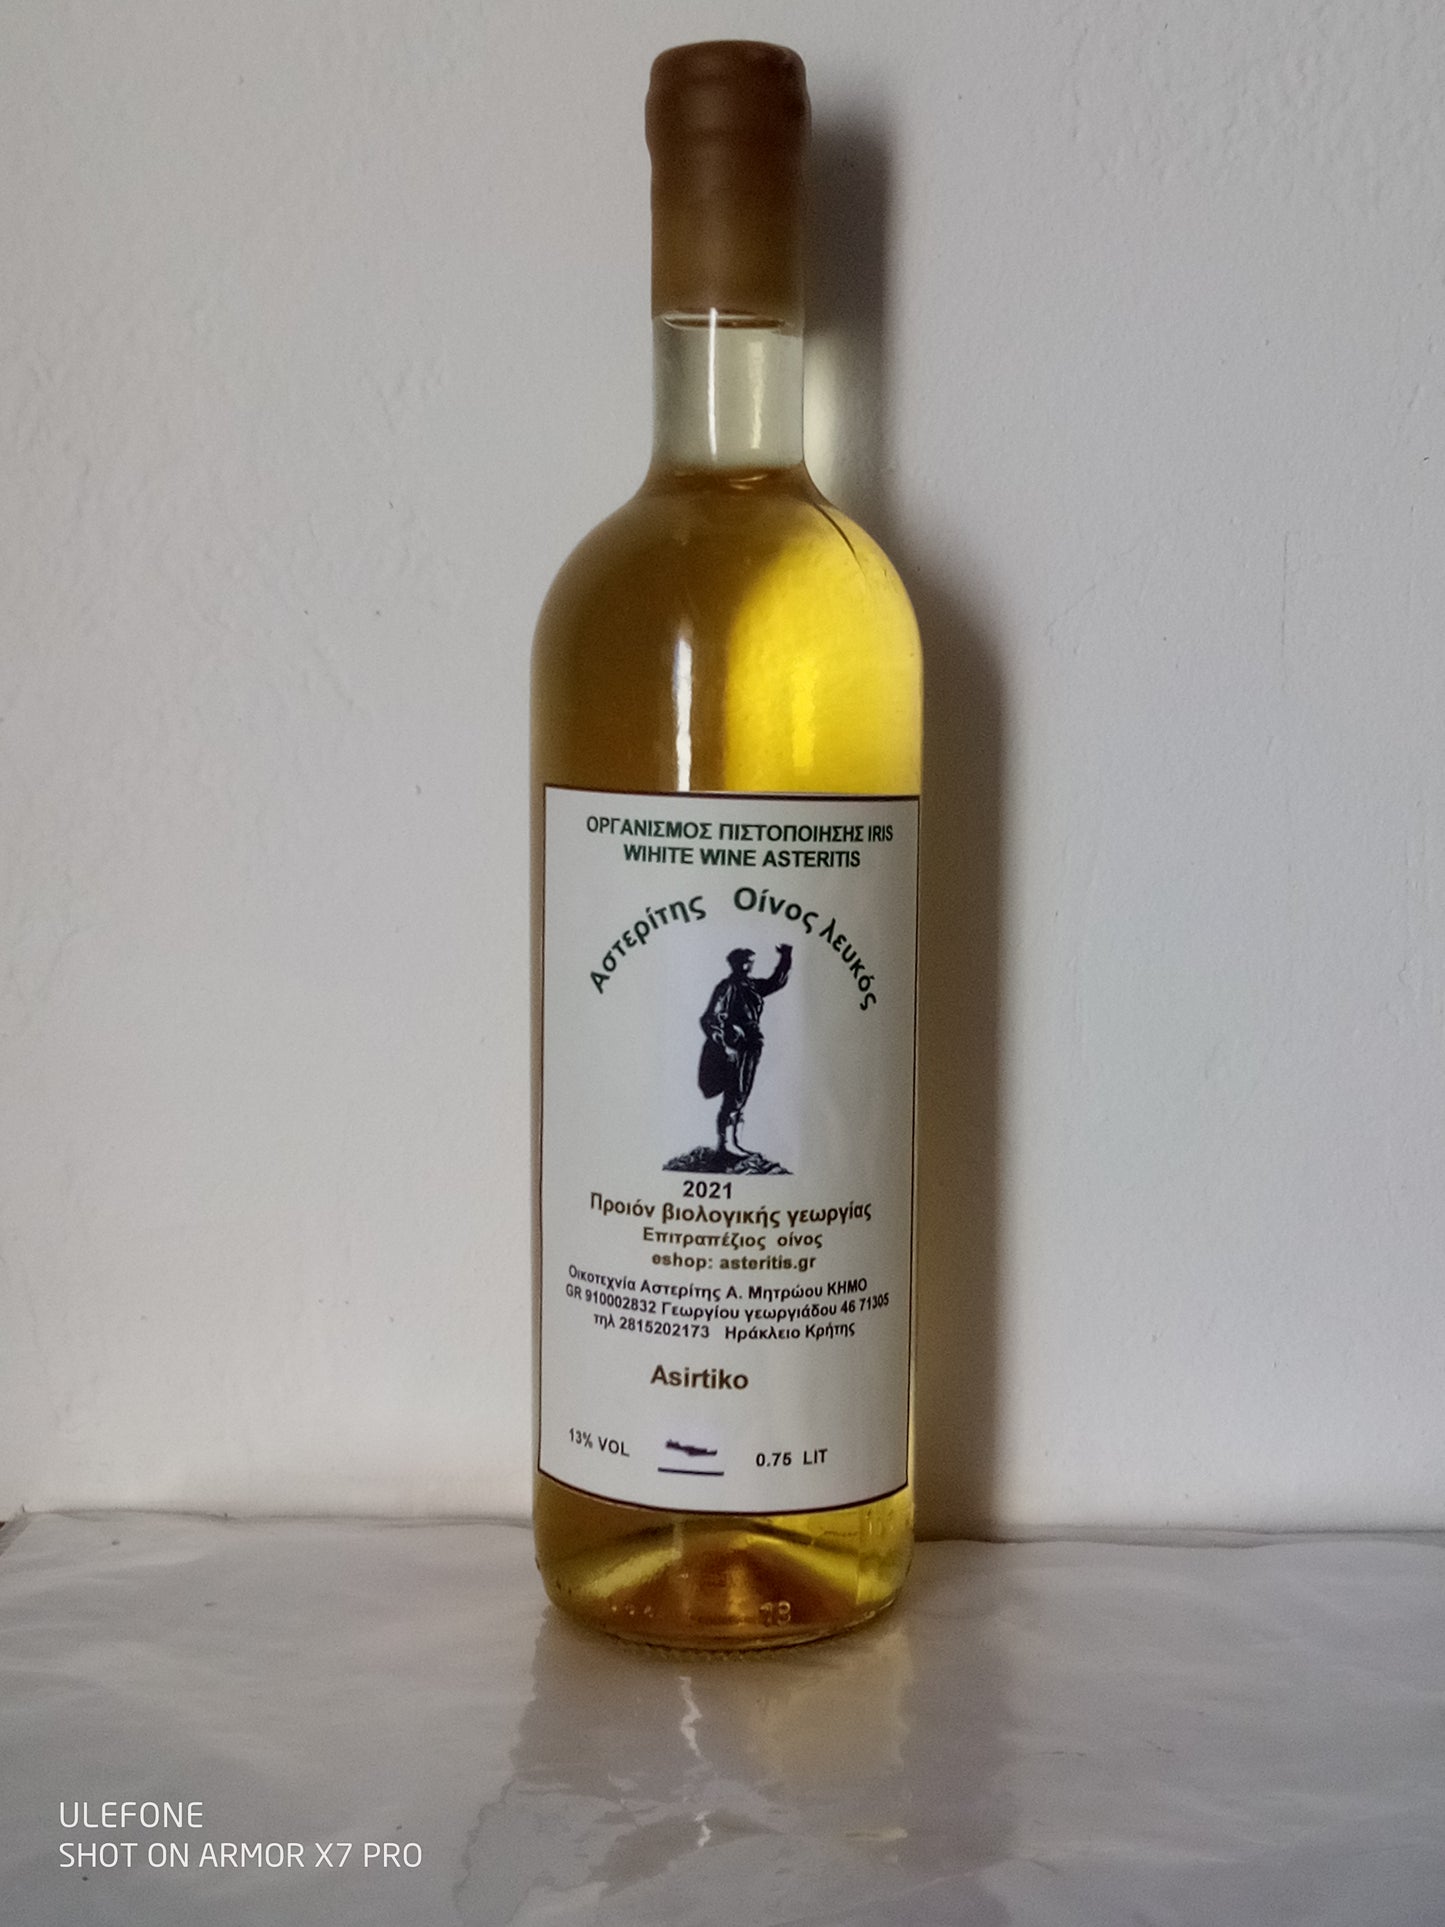 ΟΡΓΑΝΙΣΜΟΣ ΠΙΣΤΟΠΟΙΗΣΗΣ IRIS
WIHITE WINE ASTERITIS
Αστερίτης Οίνος λευκός
2021
Προιόν βιολογικής γεωργίας
Επιτραπέζιος οίνος
eshop: asteritis.gr
Οικοτεχνία Αστερίτης Α. Μητρώου ΚΗΜΟ
GR 910002832 Γεωργίου γεωργιάδου 46 71305
τηλ 2815202173 Ηράκλειο Κρήτης
Asirtiko
13% VOL 0.75 LIT
ULEFONE
SHOT ON ARMOR X7 PRO